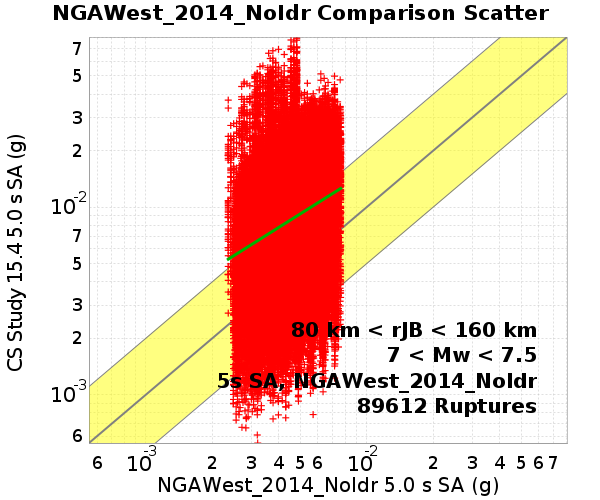 NGAWest_2014_NoIdr Comparison Scatter
CS Study 15.4 5.0 s SA (g)
7
5
3
2
10-2
7
5
3
2
10-3
6
80 km < rJB < 160 km
7 < Mw < 7.5
5s SA, NGAWest_2014_NoIdr
89612 Ruptures
6 10-3 2 3 4 5 6 10-2 2 3 4 5 6 7
NGAWest_2014_NoIdr 5.0 s SA (g)